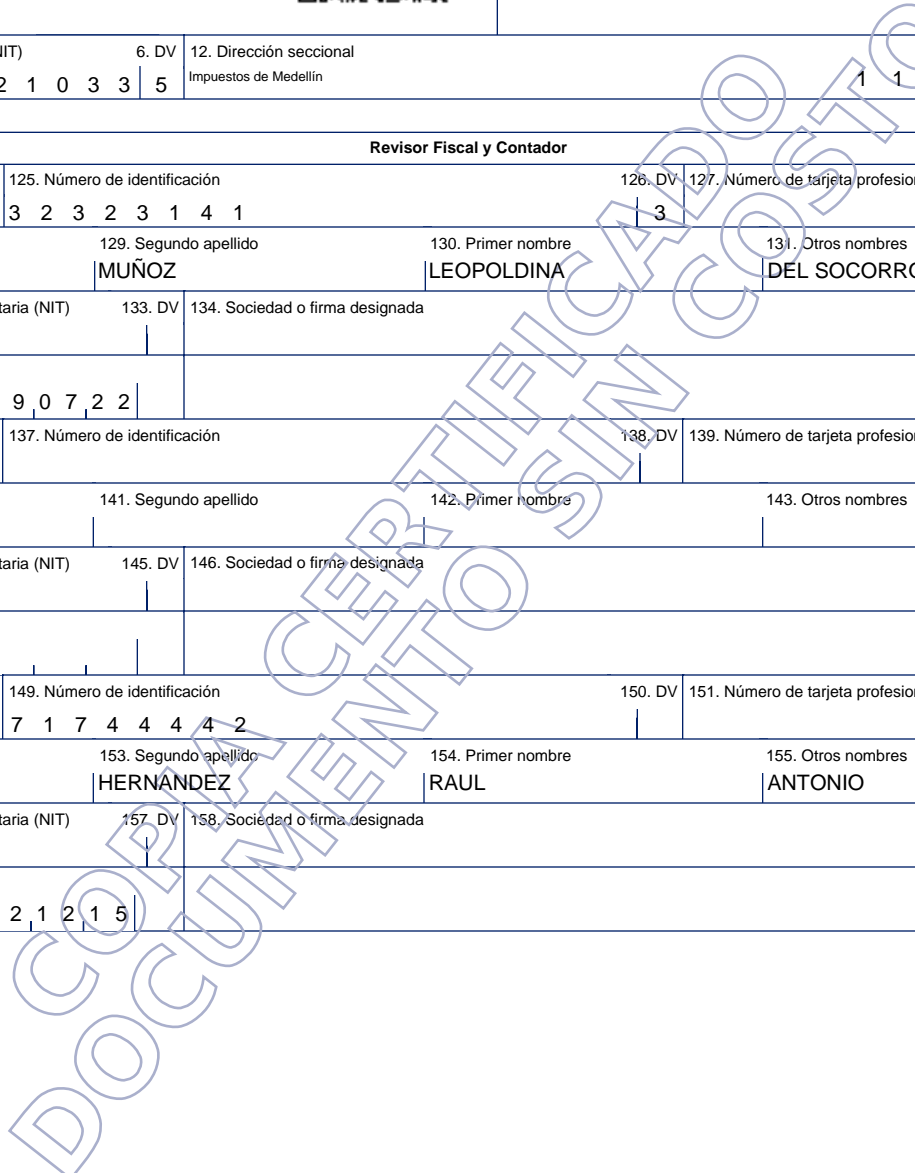 NIT) 6. DV 12. Dirección seccional
2 1 0 3 3 5 Impuestos de Medellín 1 1
Revisor Fiscal y Contador
125. Número de identificación 126. DV 127. Número de tarjeta profesion
3 2 3 2 3 1 4 1 3
129. Segundo apellido 130. Primer nombre 131. Otros nombres
MUÑOZ LEOPOLDINA DEL SOCORRO
taria (NIT) 133. DV 134. Sociedad o firma designada
9 0 7 2 2
137. Número de identificación 138. DV 139. Número de tarjeta profesion
141. Segundo apellido 142. Primer nombre 143. Otros nombres
taria (NIT) 145. DV 146. Sociedad o firma designada
149. Número de identificación 150. DV 151. Número de tarjeta profesion
7 1 7 4 4 4 4 2
153. Segundo apellido 154. Primer nombre 155. Otros nombres
HERNANDEZ RAUL ANTONIO
taria (NIT) 157. DV 158. Sociedad o firma designada
2 1 2 1 5
COPIA CERTIFICADO
DOCUMENTO SIN COSTO